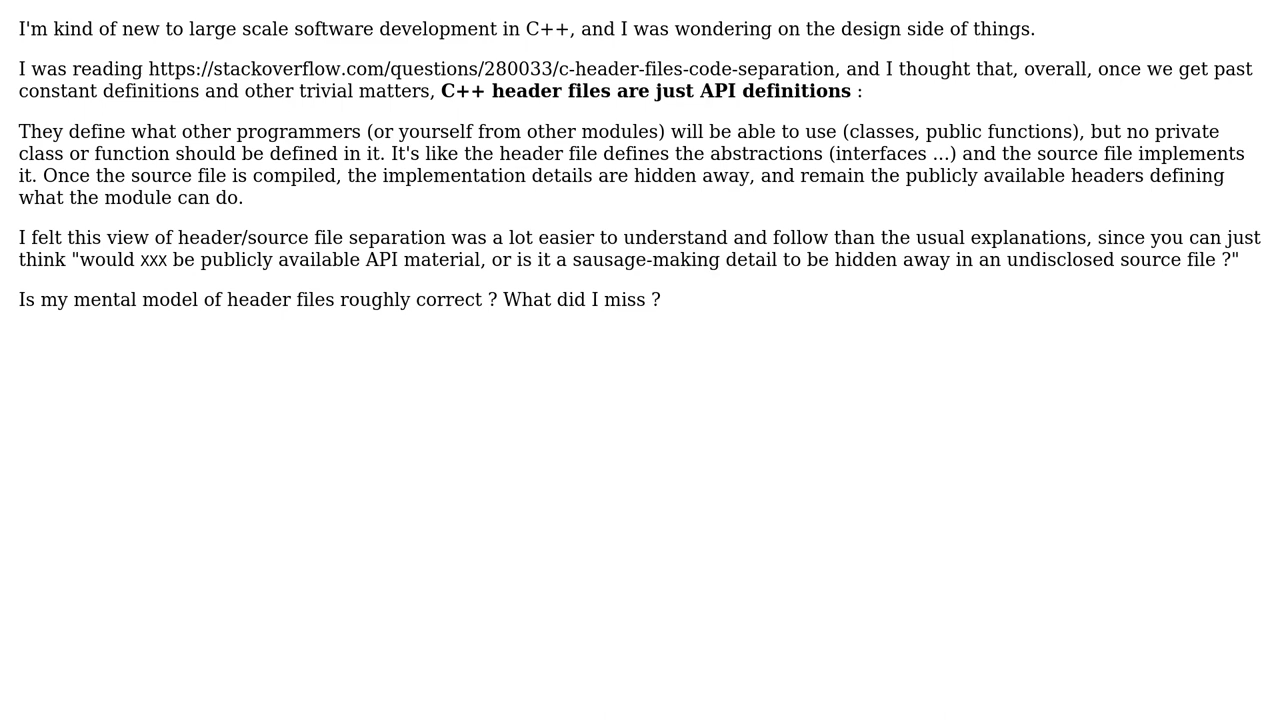 I'm kind of new to large scale software development in C++, and I was wondering on the design side of things.
I was reading https://stackoverflow.com/questions/280033/c-header-files-code-separation, and I thought that, overall, once we get past
constant definitions and other trivial matters, C++ header files are just API definitions :
They define what other programmers (or yourself from other modules) will be able to use (classes, public functions), but no private
class or function should be defined in it. It's like the header file defines the abstractions (interfaces ...) and the source file implements
it. Once the source file is compiled, the implementation details are hidden away, and remain the publicly available headers defining
what the module can do.
I felt this view of header/source file separation was a lot easier to understand and follow than the usual explanations, since you can just
think "would xxx be publicly available API material, or is it a sausage-making detail to be hidden away in an undisclosed source file ?"
Is my mental model of header files roughly correct ? What did I miss ?